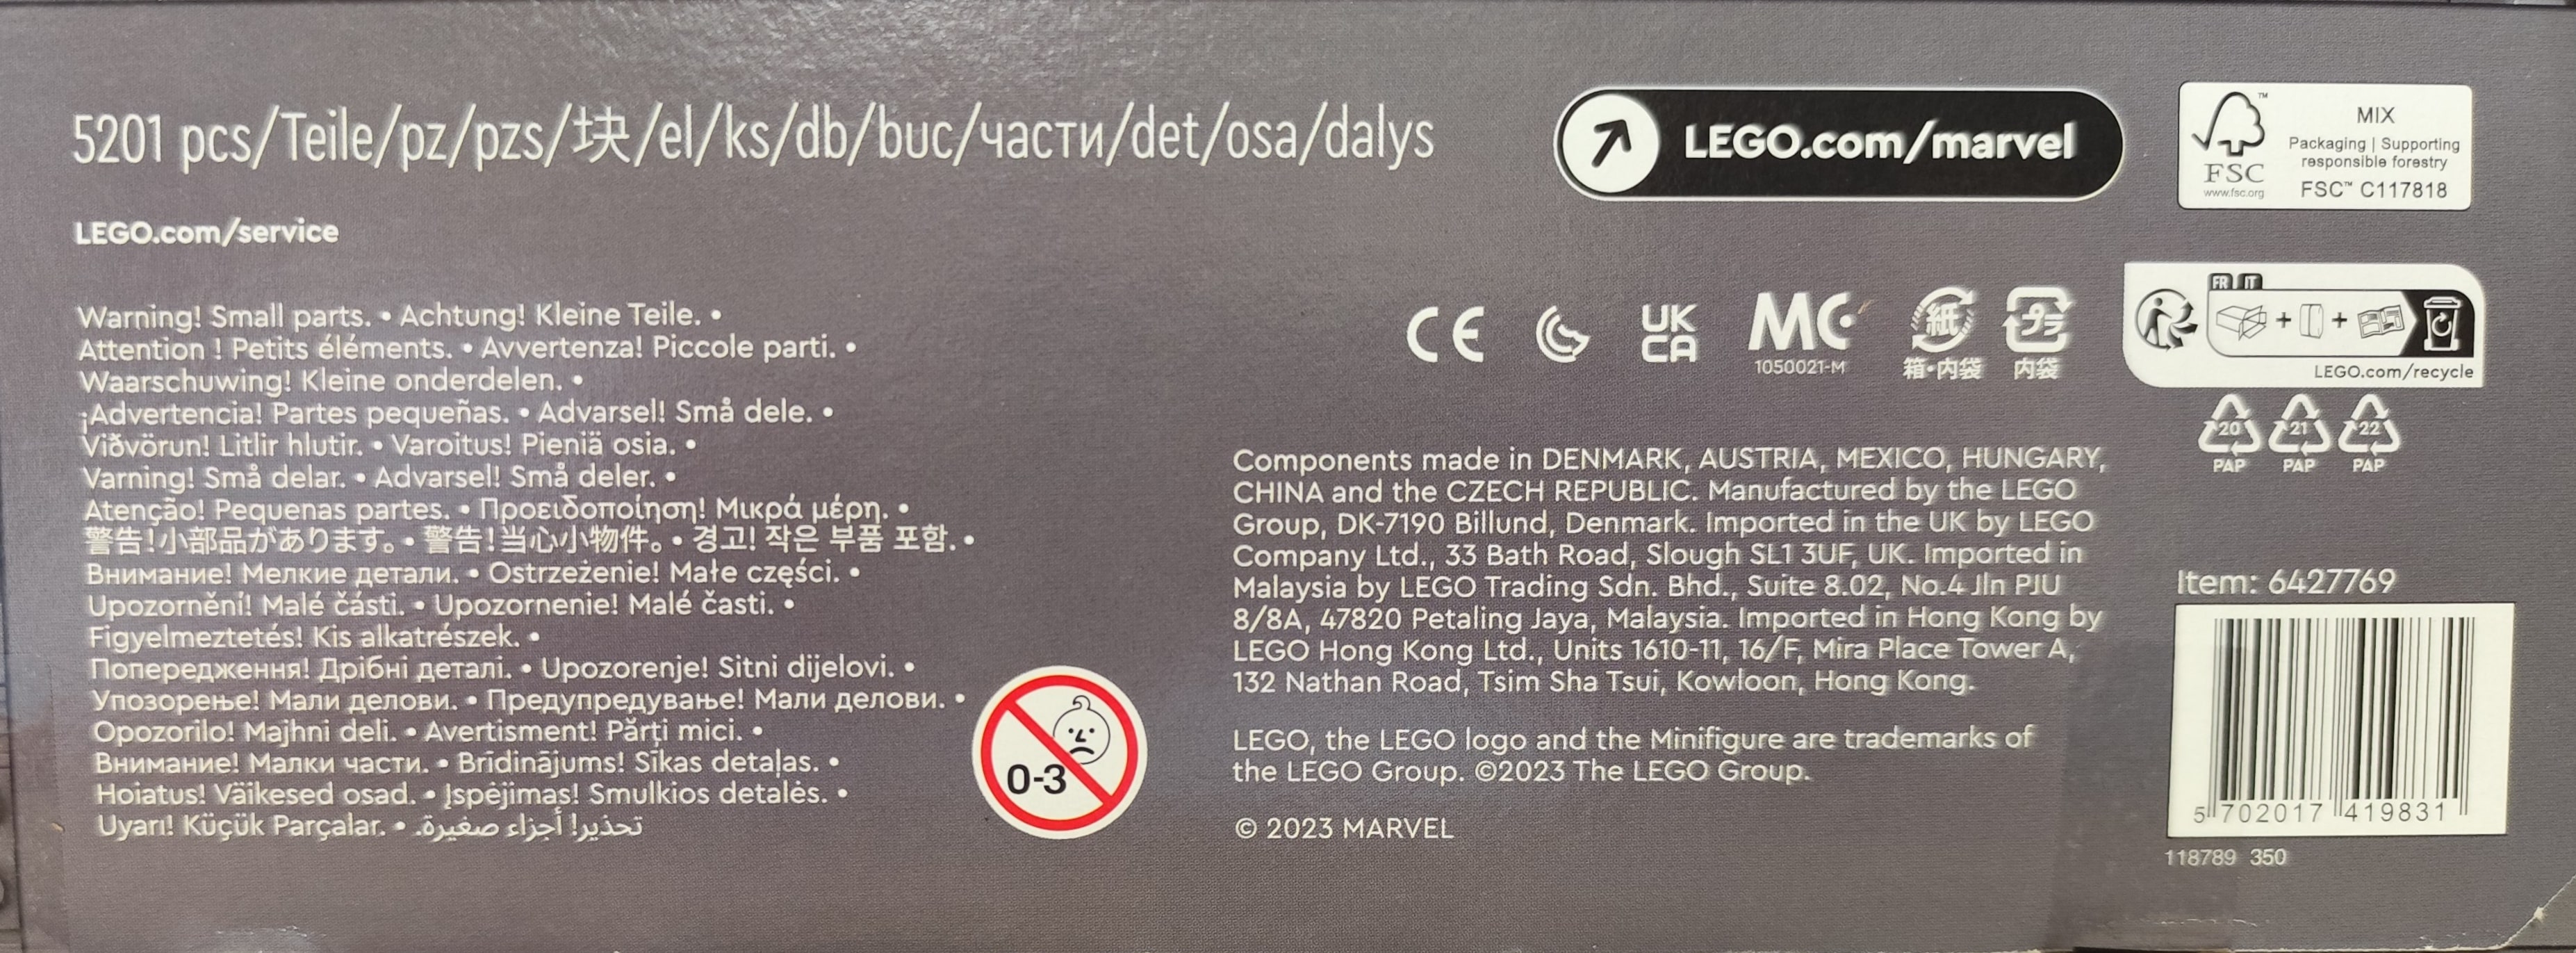 5201 pcs/Teile/pz/pzs/块/el/ks/db/buc/части/det/osa/dalys
LEGO.com/service
Warning! Small parts. • Achtung! Kleine Teile. •
Attention ! Petits éléments. • Avvertenza! Piccole parti. •
Waarschuwing! Kleine onderdelen. •
¡Advertencia! Partes pequeñas. • Advarsel! Små dele. •
Viðvörun! Litlir hlutir. • Varoitus! Pieniä osia. •
Varning! Små delar. • Advarsel! Små deler. •
Atenção! Pequenas partes. • Προειδοποίηση! Μικρά μέρη. •
警告!小部品があります。• 警告!当心小物件。• 경고! 작은 부품 포함. •
Внимание! Мелкие детали. • Ostrzeżenie! Małe części. •
Upozornění! Malé části. • Upozornenie! Malé časti. •
Figyelmeztetés! Kis alkatrészek. •
Попередження! Дрібні деталі. • Upozorenje! Sitni dijelovi. •
Упозорење! Мали делови. • Предупредување! Мали делови. •
Opozorilo! Majhni deli. • Avertisment! Părți mici. •
Внимание! Малки части. • Brīdinājums! Sīkas detaļas. •
Hoiatus! Väikesed osad. • Įspėjimas! Smulkios detalės. •
Uyarı! Küçük Parçalar. • تحذير! أجزاء صغيرة.
0-3
LEGO.com/marvel
FSC
www.fsc.org
MIX
Packaging | Supporting
responsible forestry
FSC™ C117818
CE
UK
CA
MC
1050021-M
紙
箱・内袋
プラ
内袋
FR IT
LEGO.com/recycle
20 21 22
PAP PAP PAP
Components made in DENMARK, AUSTRIA, MEXICO, HUNGARY,
CHINA and the CZECH REPUBLIC. Manufactured by the LEGO
Group, DK-7190 Billund, Denmark. Imported in the UK by LEGO
Company Ltd., 33 Bath Road, Slough SL1 3UF, UK. Imported in
Malaysia by LEGO Trading Sdn. Bhd., Suite 8.02, No.4 Jln PJU
8/8A, 47820 Petaling Jaya, Malaysia. Imported in Hong Kong by
LEGO Hong Kong Ltd., Units 1610-11, 16/F, Mira Place Tower A,
132 Nathan Road, Tsim Sha Tsui, Kowloon, Hong Kong.
LEGO, the LEGO logo and the Minifigure are trademarks of
the LEGO Group. ©2023 The LEGO Group.
© 2023 MARVEL
Item: 6427769
5 702017 419831
118789 350